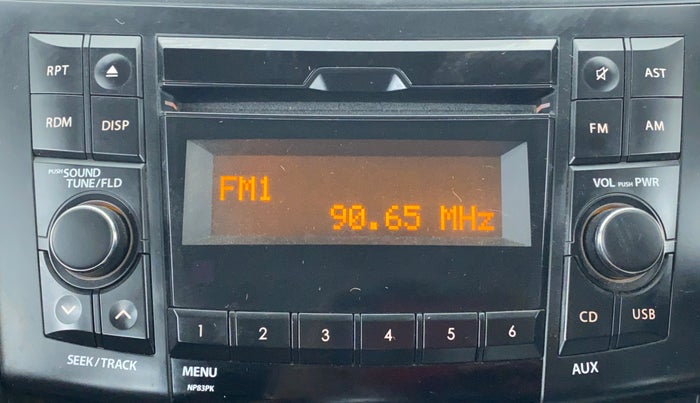 RPT
AST
RDM
DISP
FM
AM
PUSH SOUND
TUNE/FLD
VOL PUSH PWR
FM1
90.65 MHz
CD
USB
1 2 3 4 5 6
SEEK/TRACK
MENU
AUX
NP83PK